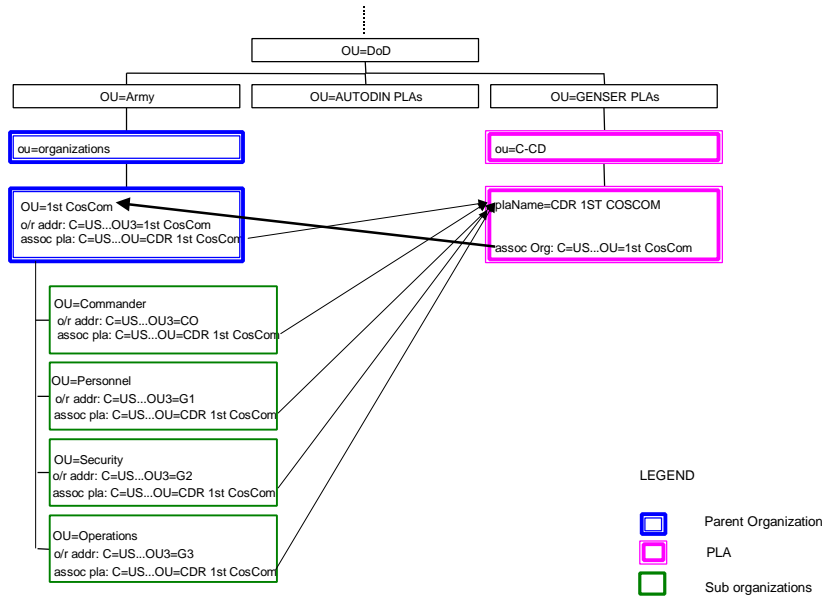 OU=DoD
OU=Army
OU=AUTODIN PLAs
OU=GENSER PLAs
ou=organizations
ou=C-CD
OU=1st CosCom
o/r addr: C=US...OU3=1st CosCom
assoc pla: C=US...OU=CDR 1st CosCom
plaName=CDR 1ST COSCOM
assoc Org: C=US...OU=1st CosCom
OU=Commander
o/r addr: C=US...OU3=CO
assoc pla: C=US...OU=CDR 1st CosCom
OU=Personnel
o/r addr: C=US...OU3=G1
assoc pla: C=US...OU=CDR 1st CosCom
OU=Security
o/r addr: C=US...OU3=G2
assoc pla: C=US...OU=CDR 1st CosCom
OU=Operations
o/r addr: C=US...OU3=G3
assoc pla: C=US...OU=CDR 1st CosCom
LEGEND
Parent Organization
PLA
Sub organizations